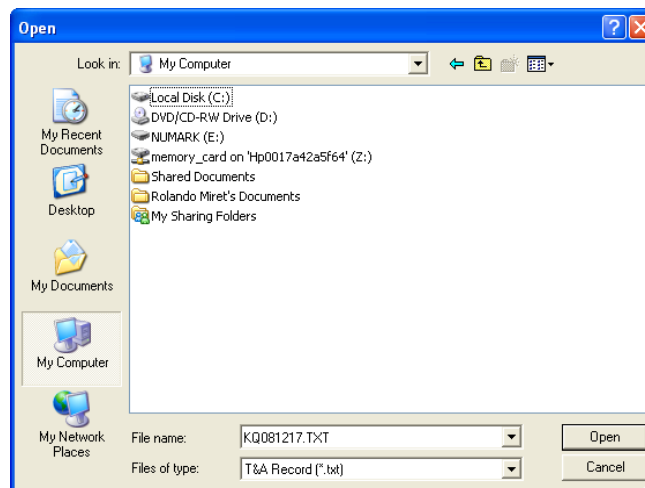 Open
Look in:
My Computer
My Recent
Documents
Desktop
My Documents
My Computer
My Network
Places
Local Disk (C:)
DVD/CD-RW Drive (D:)
NUMARK (E:)
memory_card on 'Hp0017a42a5f64' (Z:)
Shared Documents
Rolando Miret's Documents
My Sharing Folders
File name:
KQ081217.TXT
Open
Files of type:
T&A Record (*.txt)
Cancel